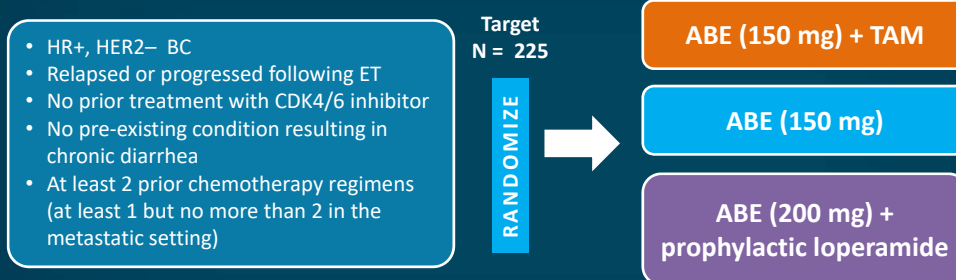 • HR+, HER2– BC
• Relapsed or progressed following ET
• No prior treatment with CDK4/6 inhibitor
• No pre-existing condition resulting in
chronic diarrhea
• At least 2 prior chemotherapy regimens
(at least 1 but no more than 2 in the
metastatic setting)
Target
N = 225
RANDOMIZE
ABE (150 mg) + TAM
ABE (150 mg)
ABE (200 mg) +
prophylactic loperamide